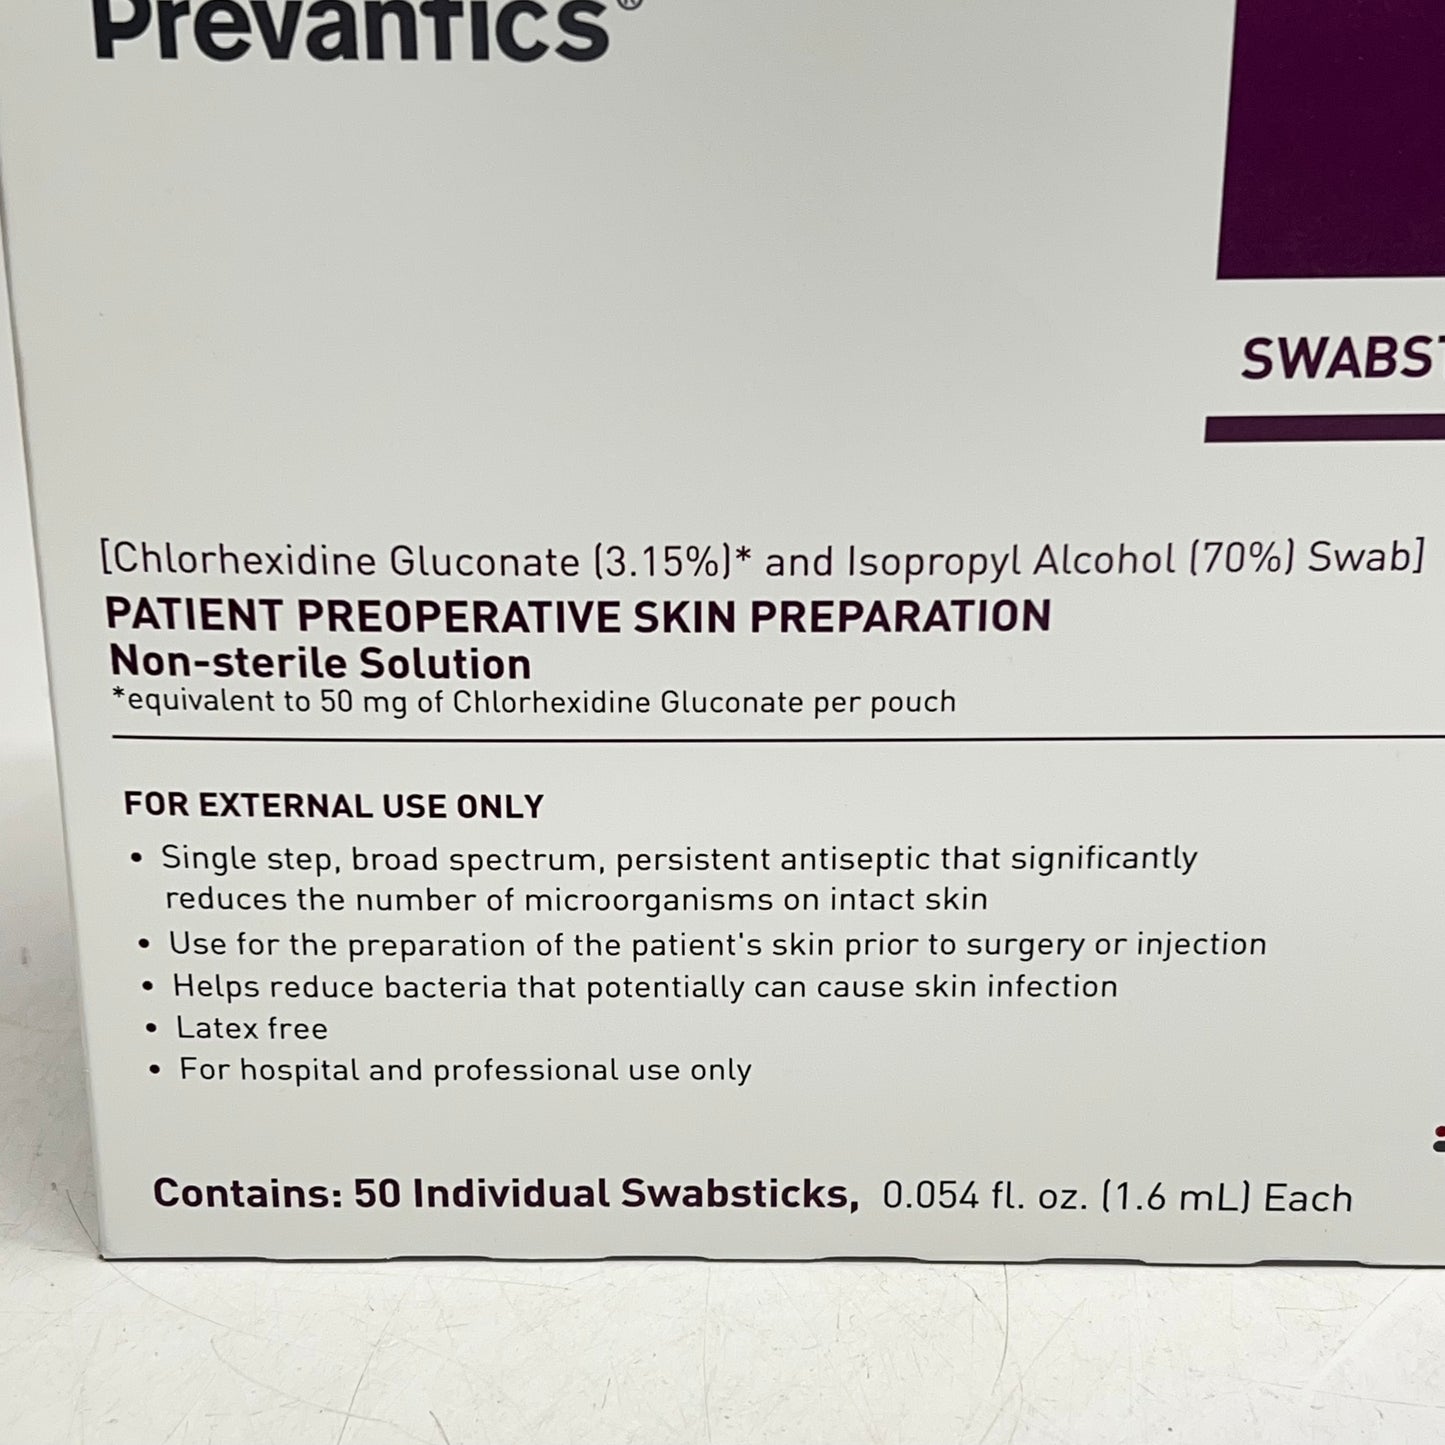 Prevantics®
SWABST
[Chlorhexidine Gluconate (3.15%)* and Isopropyl Alcohol (70%) Swab]
PATIENT PREOPERATIVE SKIN PREPARATION
Non-sterile Solution
*equivalent to 50 mg of Chlorhexidine Gluconate per pouch
FOR EXTERNAL USE ONLY
• Single step, broad spectrum, persistent antiseptic that significantly
reduces the number of microorganisms on intact skin
• Use for the preparation of the patient's skin prior to surgery or injection
• Helps reduce bacteria that potentially can cause skin infection
• Latex free
• For hospital and professional use only
Contains: 50 Individual Swabsticks, 0.054 fl. oz. (1.6 mL) Each